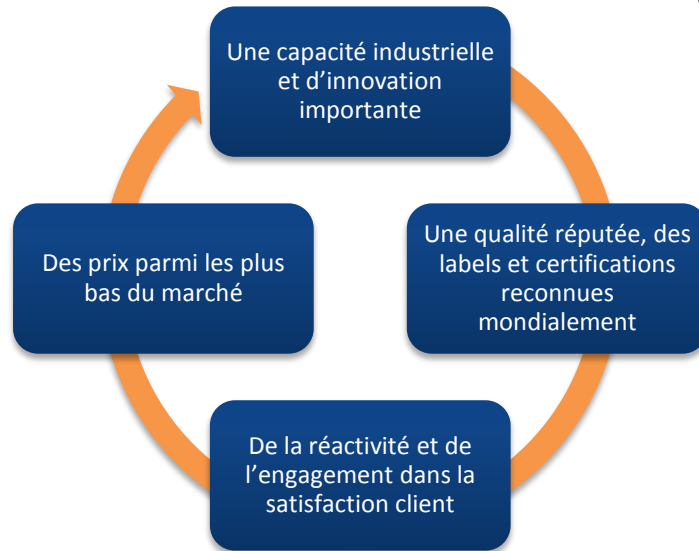 Une capacité industrielle
et d’innovation
importante
Une qualité réputée, des
labels et certifications
reconnues
mondialement
De la réactivité et de
l’engagement dans la
satisfaction client
Des prix parmi les plus
bas du marché